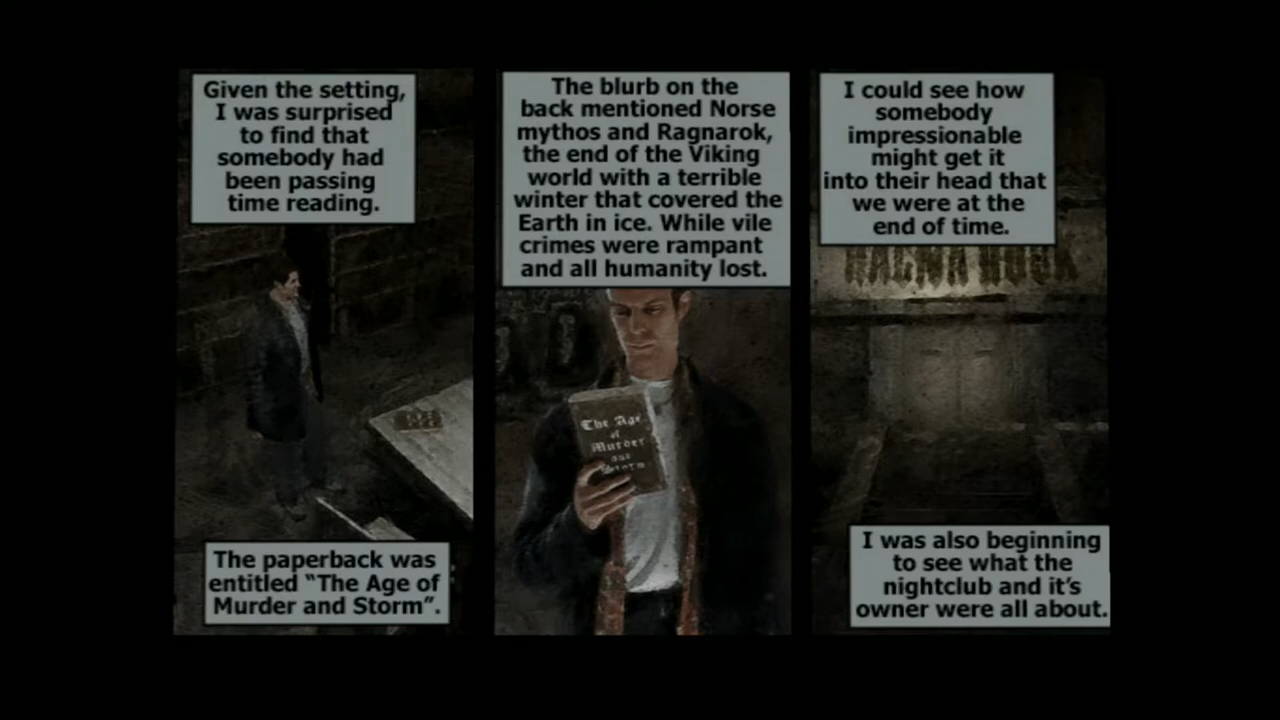 Given the setting,
I was surprised
to find that
somebody had
been passing
time reading.
The paperback was
entitled “The Age of
Murder and Storm”.
The blurb on the
back mentioned Norse
mythos and Ragnarok,
the end of the Viking
world with a terrible
winter that covered the
Earth in ice. While vile
crimes were rampant
and all humanity lost.
The Age
of
Murder
and
Storm
I could see how
somebody
impressionable
might get it
into their head that
we were at the
end of time.
RAGNA ROCK
I was also beginning
to see what the
nightclub and it’s
owner were all about.